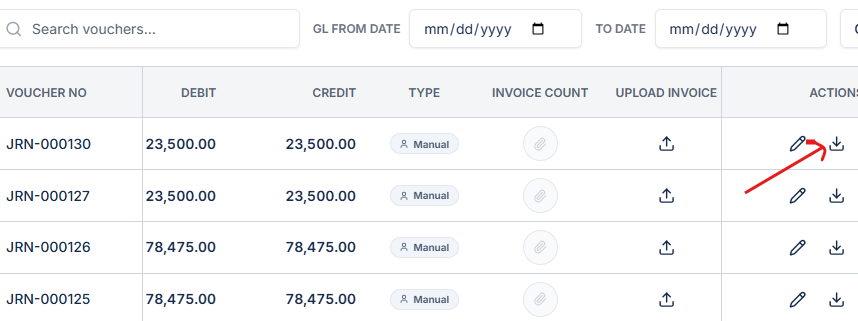 Search vouchers... GL FROM DATE mm/dd/yyyy TO DATE mm/dd/yyyy
VOUCHER NO DEBIT CREDIT TYPE INVOICE COUNT UPLOAD INVOICE ACTIONS
JRN-000130 23,500.00 23,500.00 Manual
JRN-000127 23,500.00 23,500.00 Manual
JRN-000126 78,475.00 78,475.00 Manual
JRN-000125 78,475.00 78,475.00 Manual